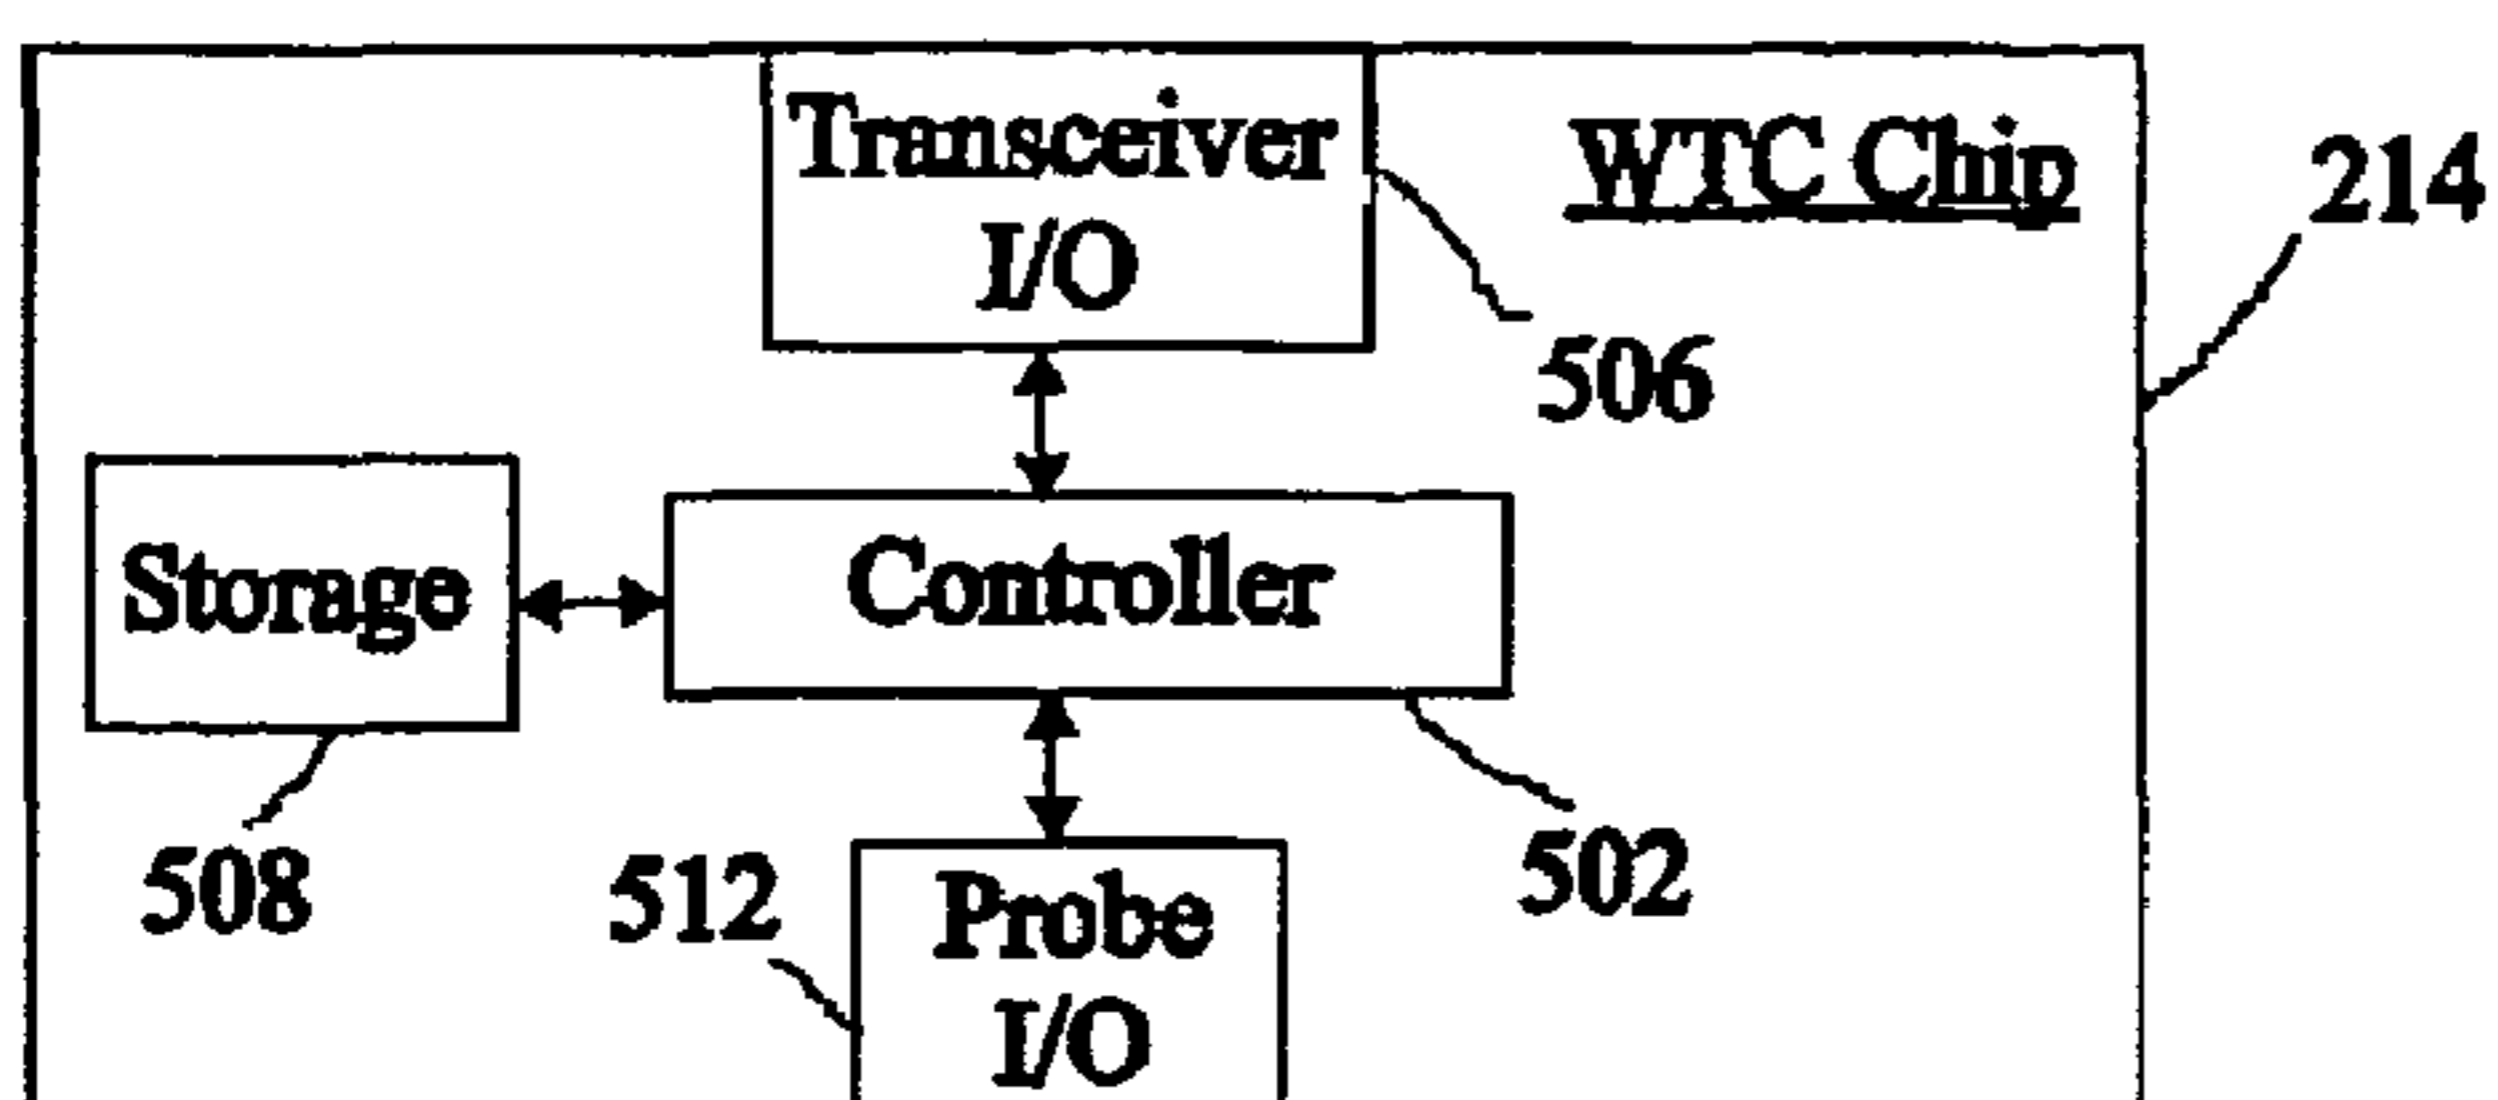 Transceiver
I/O
WTC Chip
214
506
Storage
Controller
508
512
502
Probe
I/O